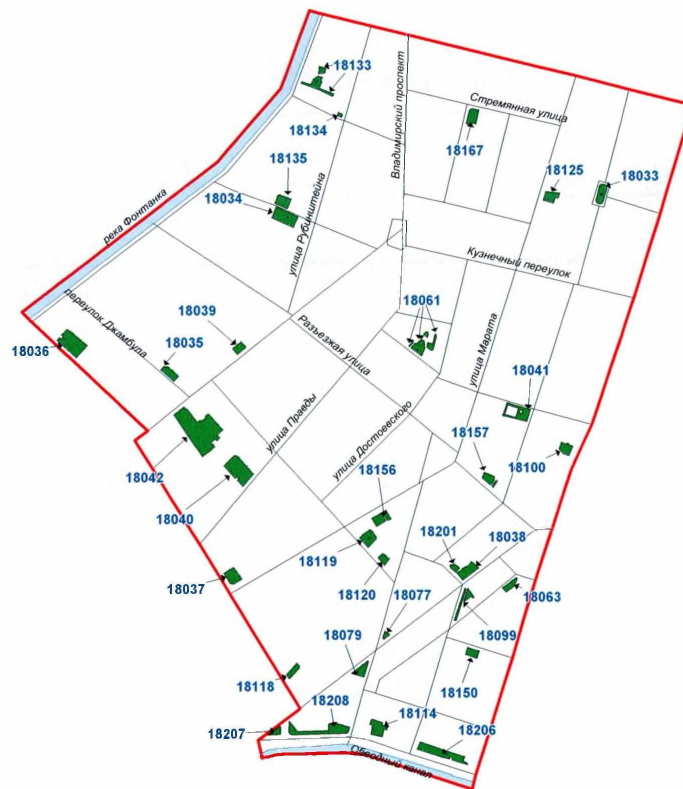 18133
Владимирский проспект
Стремянная улица
18134
18167
18135
18125
18033
18034
улица Рубинштейна
река Фонтанка
Кузнечный переулок
переулок Джамбула
18039
18061
18036
18035
Разъезжая улица
улица Марата
18041
улица Правды
улица Достоевского
18157
18100
18042
18156
18040
18201
18038
18119
18037
18120
18077
18063
18079
18099
18118
18150
18208
18114
18207
18206
Обводный канал